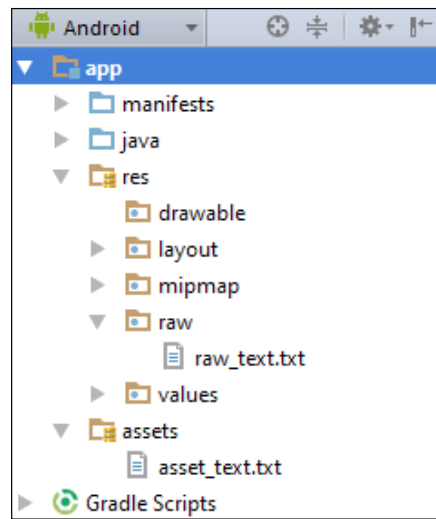 Android
app
manifests
java
res
drawable
layout
mipmap
raw
raw_text.txt
values
assets
asset_text.txt
Gradle Scripts